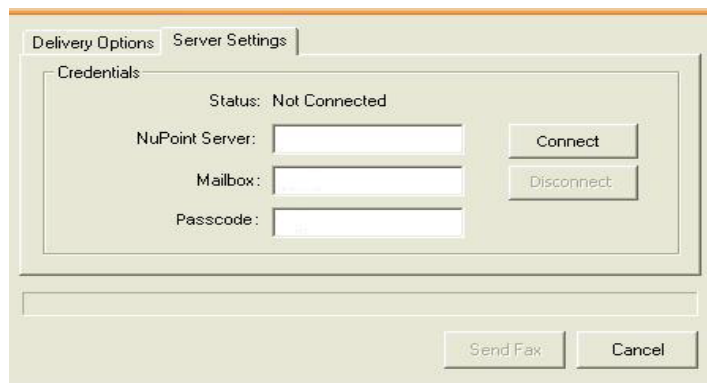 Delivery Options Server Settings
Credentials
Status: Not Connected
NuPoint Server: Connect
Mailbox: Disconnect
Passcode:
Send Fax Cancel